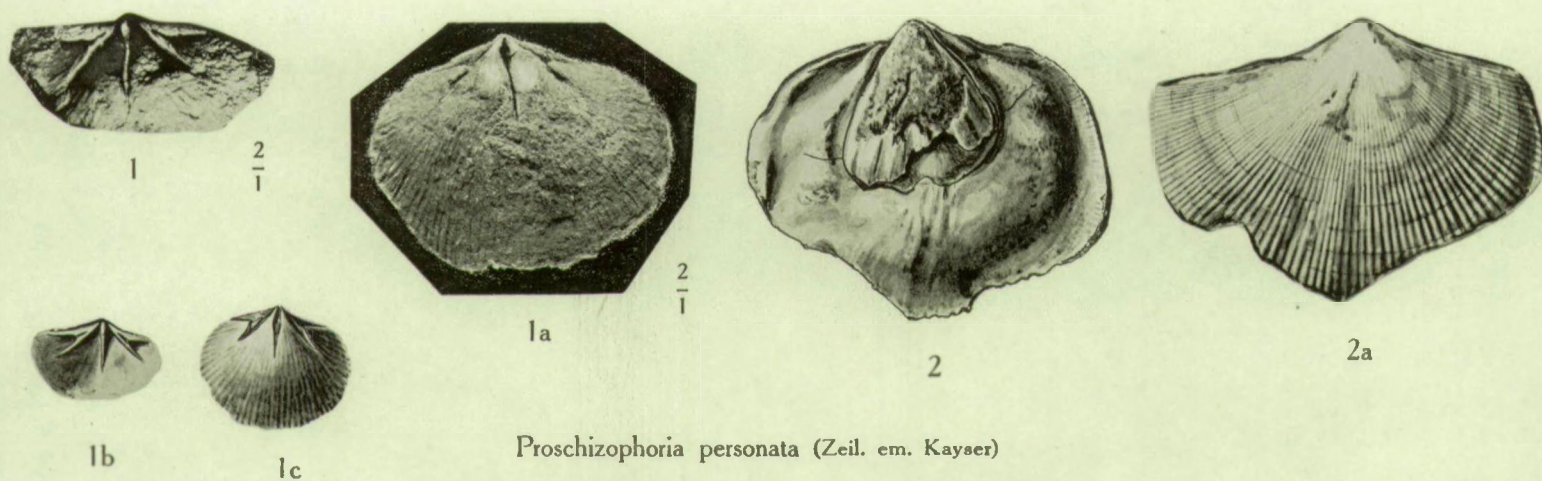 1
2/1
1a
2/1
2
2a
1b
1c
Proschizophoria personata (Zeil. em. Kayser)